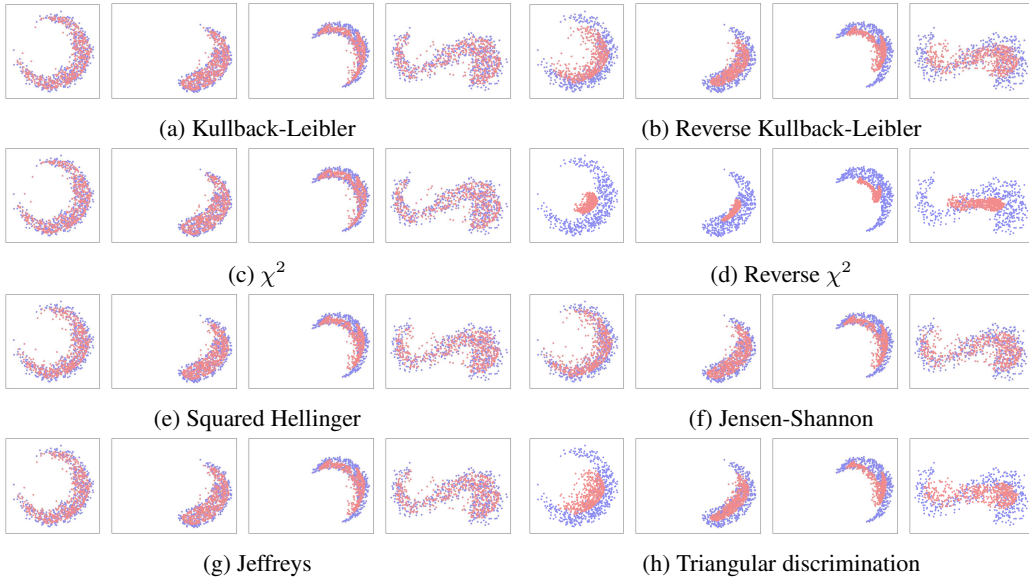 (a) Kullback-Leibler
(b) Reverse Kullback-Leibler
(c) χ²
(d) Reverse χ²
(e) Squared Hellinger
(f) Jensen-Shannon
(g) Jeffreys
(h) Triangular discrimination